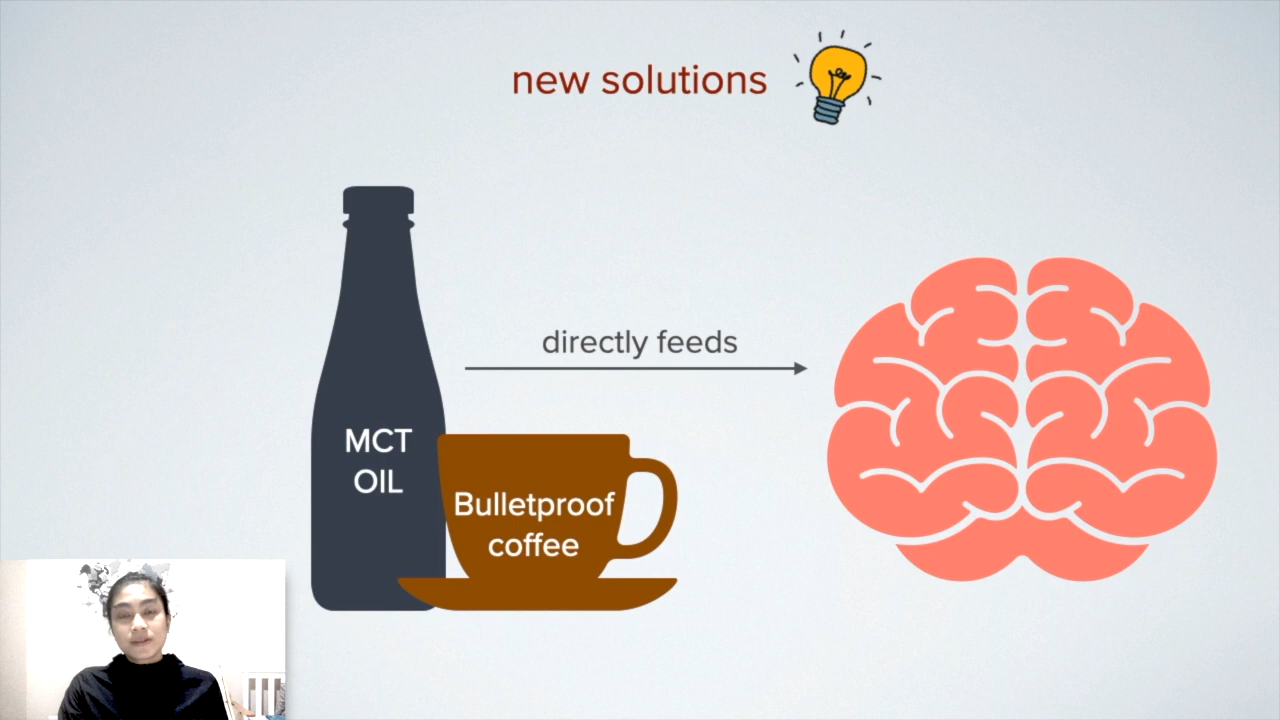 new solutions
directly feeds
MCT
OIL
Bulletproof
coffee